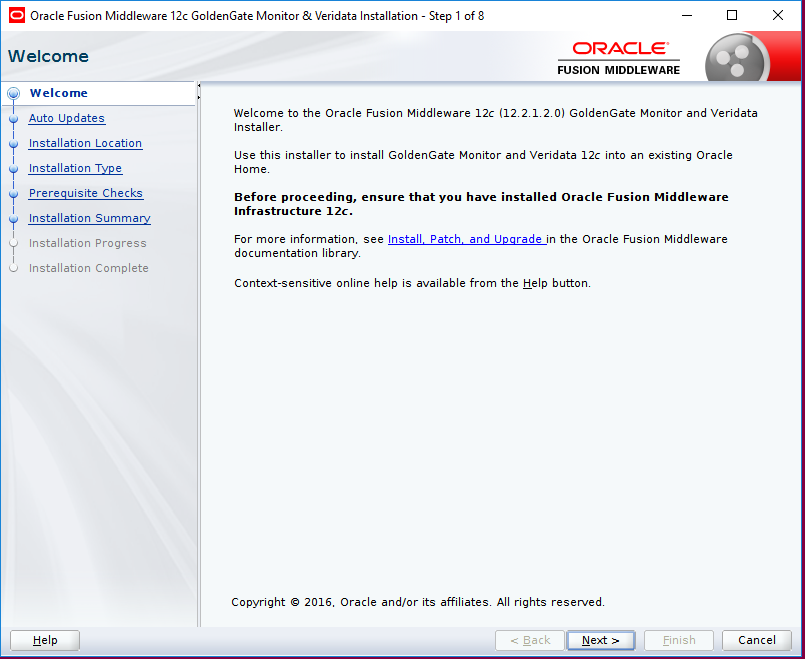 Oracle Fusion Middleware 12c GoldenGate Monitor & Veridata Installation - Step 1 of 8
Welcome
ORACLE®
FUSION MIDDLEWARE
Welcome
Auto Updates
Installation Location
Installation Type
Prerequisite Checks
Installation Summary
Installation Progress
Installation Complete
Welcome to the Oracle Fusion Middleware 12c (12.2.1.2.0) GoldenGate Monitor and Veridata
Installer.
Use this installer to install GoldenGate Monitor and Veridata 12c into an existing Oracle
Home.
Before proceeding, ensure that you have installed Oracle Fusion Middleware
Infrastructure 12c.
For more information, see Install, Patch, and Upgrade in the Oracle Fusion Middleware
documentation library.
Context-sensitive online help is available from the Help button.
Copyright © 2016, Oracle and/or its affiliates. All rights reserved.
Help
< Back
Next >
Finish
Cancel